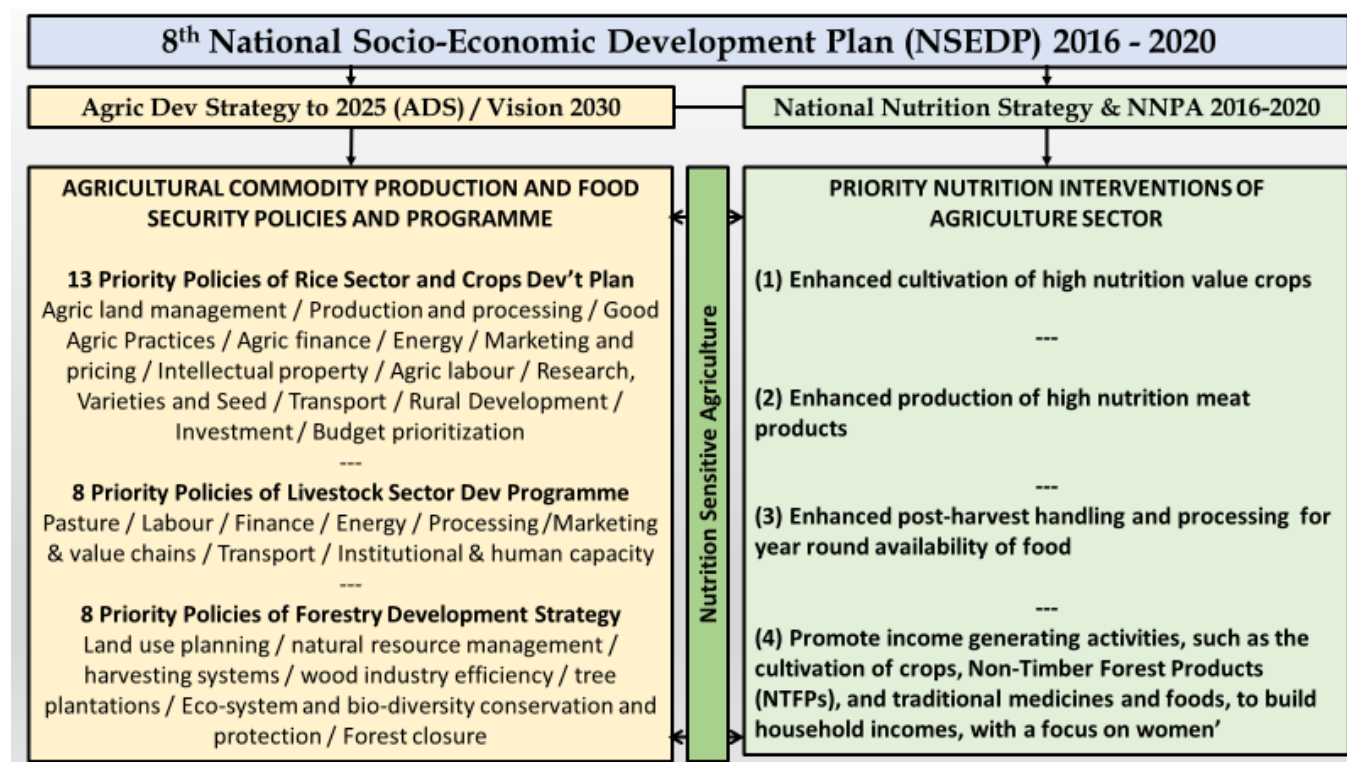 8th National Socio-Economic Development Plan (NSEDP) 2016 - 2020
Agric Dev Strategy to 2025 (ADS) / Vision 2030
National Nutrition Strategy & NNPA 2016-2020
AGRICULTURAL COMMODITY PRODUCTION AND FOOD
SECURITY POLICIES AND PROGRAMME
13 Priority Policies of Rice Sector and Crops Dev't Plan
Agric land management / Production and processing / Good
Agric Practices / Agric finance / Energy / Marketing and
pricing / Intellectual property / Agric labour / Research,
Varieties and Seed / Transport / Rural Development /
Investment / Budget prioritization
---
8 Priority Policies of Livestock Sector Dev Programme
Pasture / Labour / Finance / Energy / Processing /Marketing
& value chains / Transport / Institutional & human capacity
---
8 Priority Policies of Forestry Development Strategy
Land use planning / natural resource management /
harvesting systems / wood industry efficiency / tree
plantations / Eco-system and bio-diversity conservation and
protection / Forest closure
Nutrition Sensitive Agriculture
PRIORITY NUTRITION INTERVENTIONS OF
AGRICULTURE SECTOR
(1) Enhanced cultivation of high nutrition value crops
---
(2) Enhanced production of high nutrition meat
products
---
(3) Enhanced post-harvest handling and processing for
year round availability of food
---
(4) Promote income generating activities, such as the
cultivation of crops, Non-Timber Forest Products
(NTFPs), and traditional medicines and foods, to build
household incomes, with a focus on women'